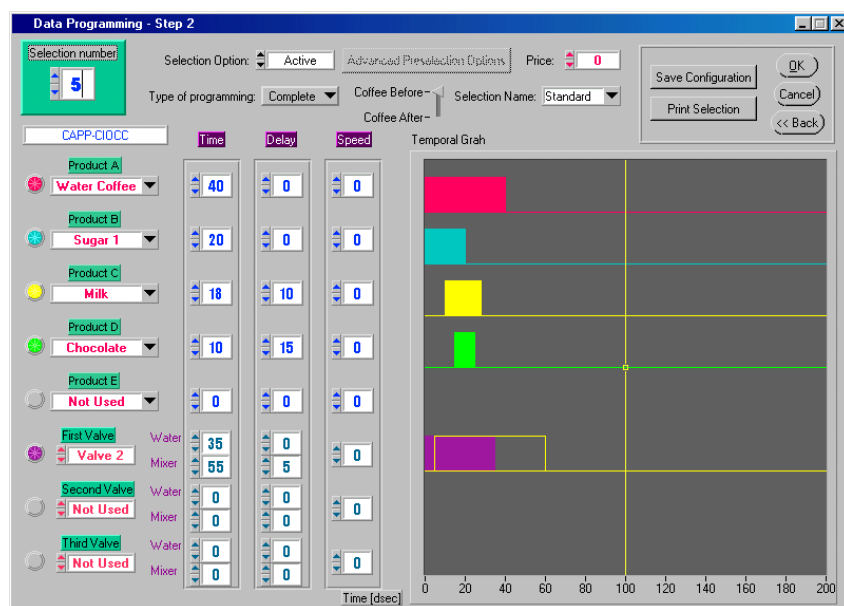 Data Programming - Step 2
Selection number
5
Selection Option: Active
Advanced Preselection Options
Price: 0
Type of programming: Complete
Coffee Before
Coffee After
Selection Name: Standard
Save Configuration
Print Selection
OK
Cancel
<< Back
CAPP-CIOCC
Time Delay Speed
Temporal Grah
Product A
Water Coffee 40 0 0
Product B
Sugar 1 20 0 0
Product C
Milk 18 10 0
Product D
Chocolate 10 15 0
Product E
Not Used 0 0 0
First Valve
Valve 2
Water 35 0
Mixer 55 5
0
Second Valve
Not Used
Water 0 0
Mixer 0 0
0
Third Valve
Not Used
Water 0 0
Mixer 0 0
0
0 20 40 60 80 100 120 140 160 180 200
Time [dsec]